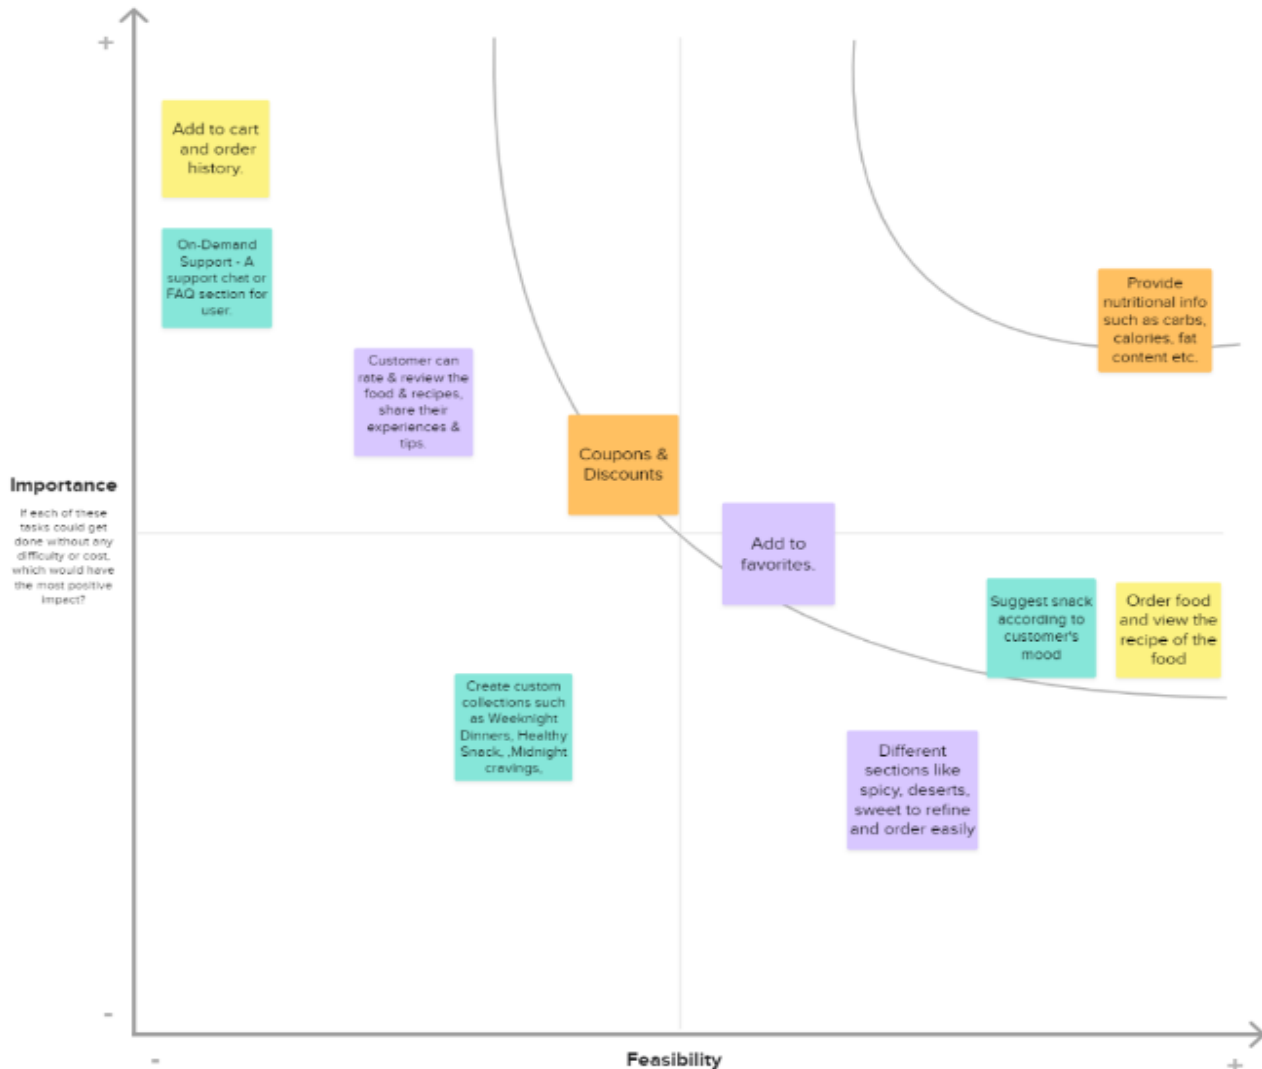 +
Add to cart
and order
history.
On-Demand
Support - A
support chat or
FAQ section for
user.
Provide
nutritional info
such as carbs,
calories, fat
content etc.
Customer can
rate & review the
food & recipes,
share their
experiences &
tips.
Coupons &
Discounts
Importance
If each of these
tasks could get
done without any
difficulty or cost,
which would have
the most positive
impact?
Add to
favorites.
Suggest snack
according to
customer's
mood
Order food
and view the
recipe of the
food
Create custom
collections such
as Weeknight
Dinners, Healthy
Snack, ,Midnight
cravings,
Different
sections like
spicy, deserts,
sweet to refine
and order easily
-
-
Feasibility
+